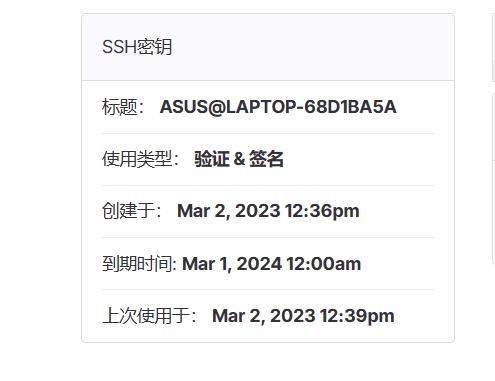 SSH密钥
标题： ASUS@LAPTOP-68D1BA5A
使用类型： 验证 & 签名
创建于： Mar 2, 2023 12:36pm
到期时间: Mar 1, 2024 12:00am
上次使用于： Mar 2, 2023 12:39pm